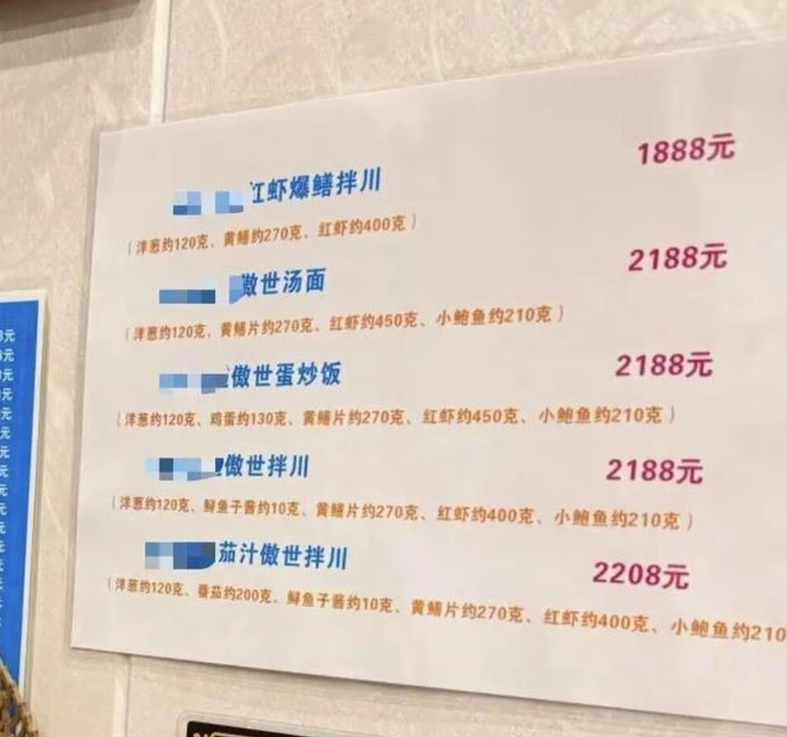 红虾爆鳝拌川 1888元
(洋葱约120克、黄鳝约270克、红虾约400克)
傲世汤面 2188元
(洋葱约120克、黄鳝片约270克、红虾约450克、小鲍鱼约210克)
傲世蛋炒饭 2188元
(洋葱约120克、鸡蛋约130克、黄鳝片约270克、红虾约450克、小鲍鱼约210克)
傲世拌川 2188元
(洋葱约120克、鲟鱼子酱约10克、黄鳝片约270克、红虾约400克、小鲍鱼约210克)
茄汁傲世拌川 2208元
(洋葱约120克、番茄约200克、鲟鱼子酱约10克、黄鳝片约270克、红虾约400克、小鲍鱼约210